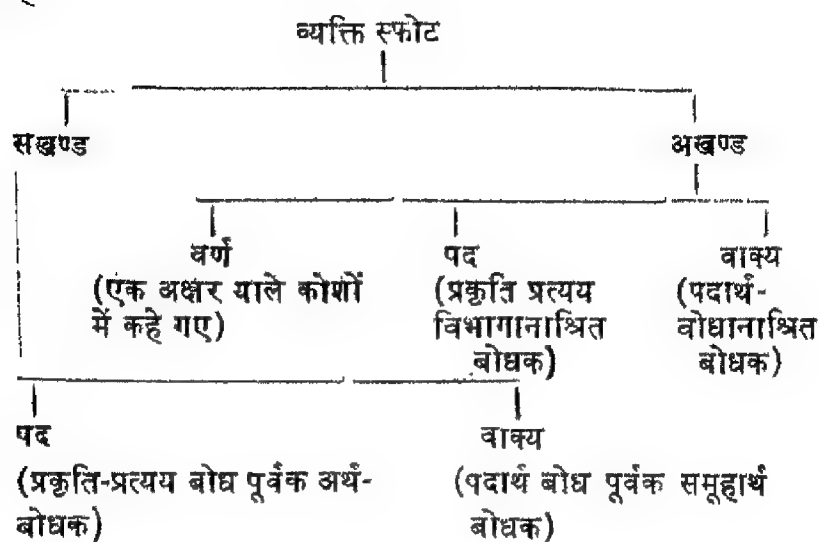 व्यक्ति स्फोट
सखण्ड
अखण्ड
वर्ण
(एक अक्षर वाले कोशों
में कहे गए)
पद
(प्रकृति प्रत्यय
विभागानाश्रित
बोधक)
वाक्य
(पदार्थ-
बोधानाश्रित
बोधक)
पद
(प्रकृति-प्रत्यय बोध पूर्वक अर्थ-
बोधक)
वाक्य
(पदार्थ बोध पूर्वक समूहार्थ
बोधक)